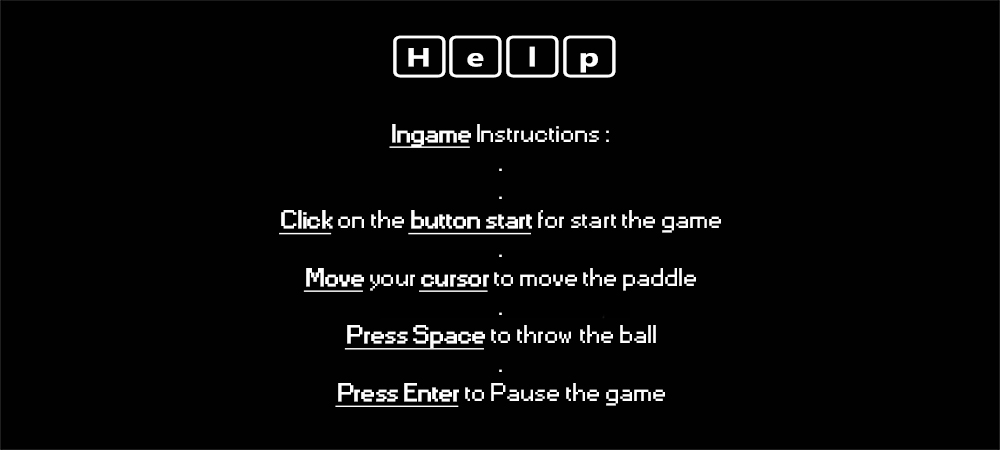 Help
Ingame Instructions :
.
.
Click on the button start for start the game
.
Move your cursor to move the paddle
.
Press Space to throw the ball
.
Press Enter to Pause the game